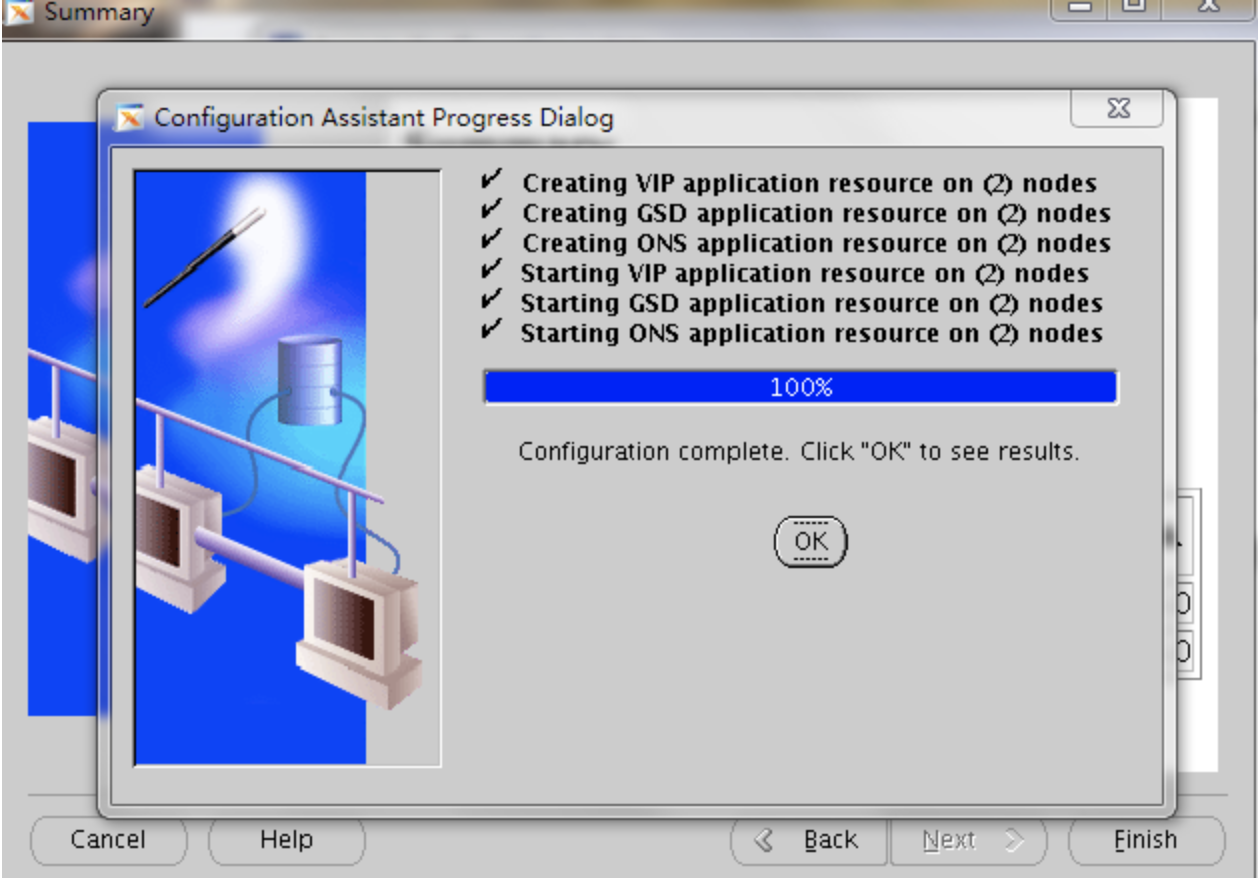 Summary
Configuration Assistant Progress Dialog
Creating VIP application resource on (2) nodes
Creating GSD application resource on (2) nodes
Creating ONS application resource on (2) nodes
Starting VIP application resource on (2) nodes
Starting GSD application resource on (2) nodes
Starting ONS application resource on (2) nodes
100%
Configuration complete. Click "OK" to see results.
OK
0
0
Cancel Help Back Next Finish